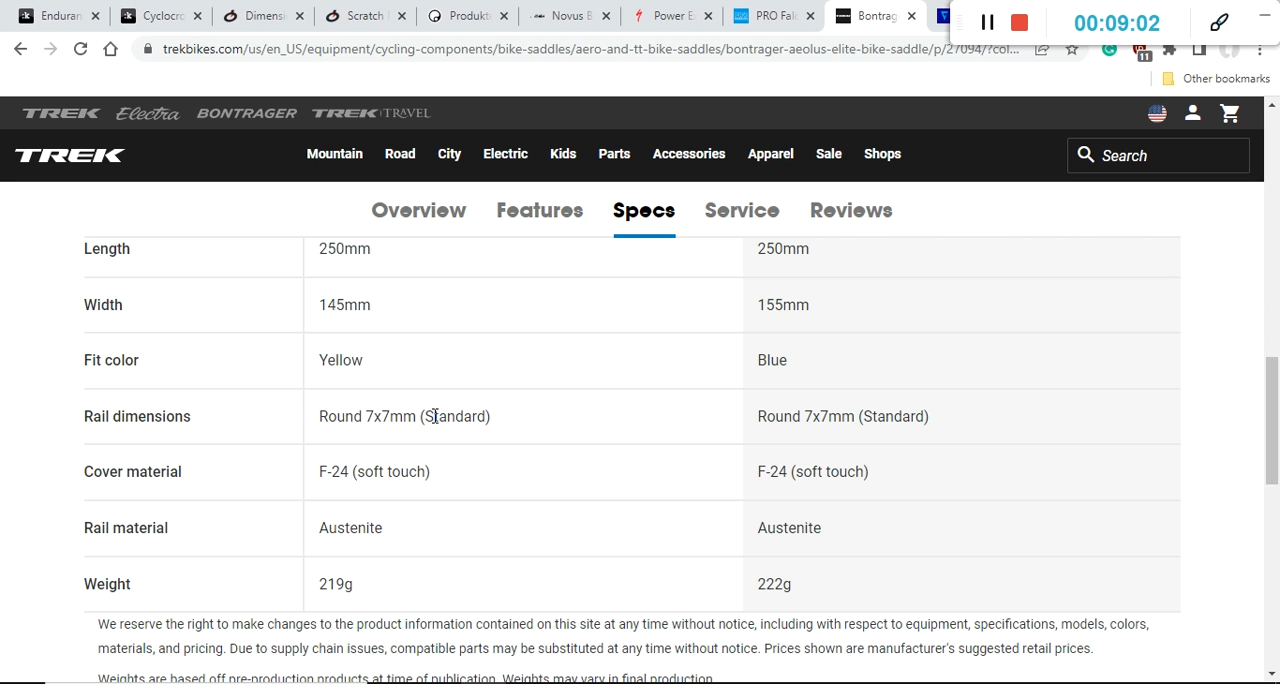 Enduran
Cyclocro
Dimensi
Scratch
Produkt
Novus B
Power E
PRO Falc
Bontrag
00:09:02
trekbikes.com/us/en_US/equipment/cycling-components/bike-saddles/aero-and-tt-bike-saddles/bontrager-aeolus-elite-bike-saddle/p/27094/?col...
11
Other bookmarks
TREK Electra BONTRAGER TREK TRAVEL
TREK Mountain Road City Electric Kids Parts Accessories Apparel Sale Shops Search
Overview Features Specs Service Reviews
Length 250mm 250mm
Width 145mm 155mm
Fit color Yellow Blue
Rail dimensions Round 7x7mm (Standard) Round 7x7mm (Standard)
Cover material F-24 (soft touch) F-24 (soft touch)
Rail material Austenite Austenite
Weight 219g 222g
We reserve the right to make changes to the product information contained on this site at any time without notice, including with respect to equipment, specifications, models, colors,
materials, and pricing. Due to supply chain issues, compatible parts may be substituted at any time without notice. Prices shown are manufacturer's suggested retail prices.
Weights are based off pre-production products at time of publication. Weights may vary in final production.